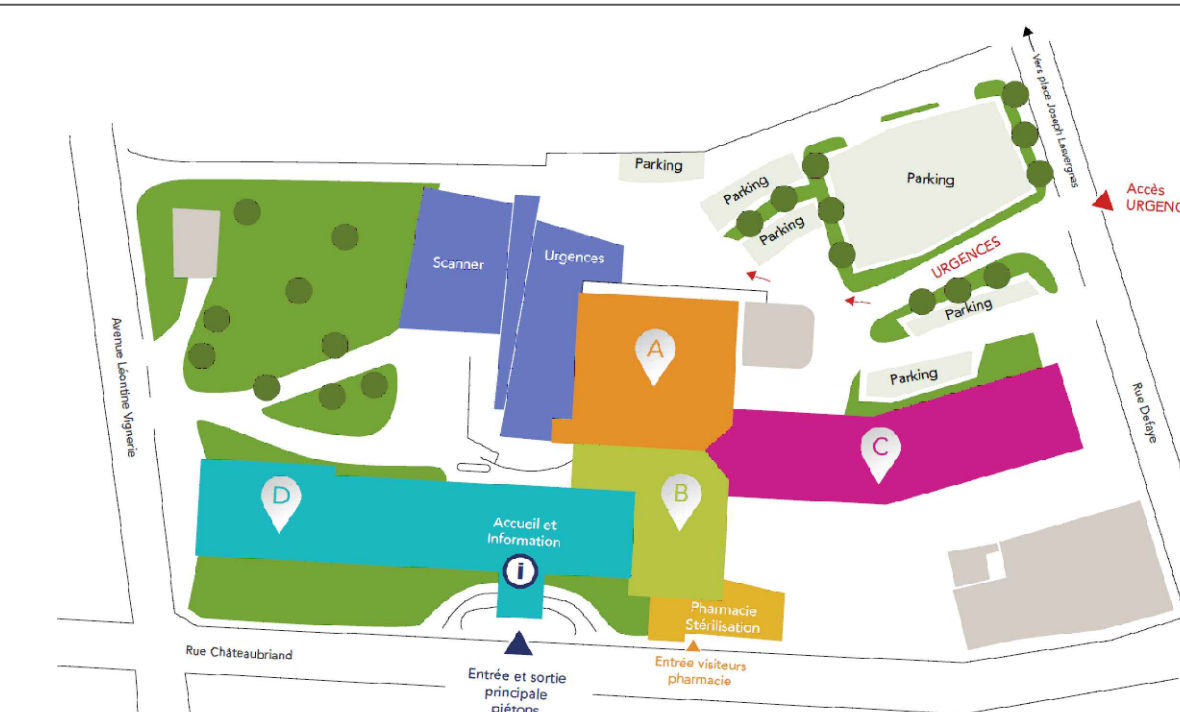 Vers place Joseph Lasvergnas
Parking
Parking
Parking
Parking
Accès
URGENC
URGENCES
Scanner
Urgences
Parking
A
Parking
Avenue Léontine Vignerie
Rue Defaye
C
D
B
Accueil et
Information
i
Pharmacie
Stérilisation
Rue Châteaubriand
Entrée et sortie
principale
piétons
Entrée visiteurs
pharmacie